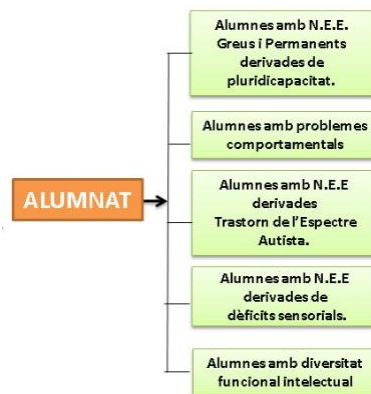 Alumnes amb N.E.E.
Greus i Permanents
derivades de
pluridicapacitat.
Alumnes amb problemes
comportamentals
ALUMNAT
Alumnes amb N.E.E
derivades
Trastorn de l'Espectre
Autista.
Alumnes amb N.E.E
derivades de
dèficits sensorials.
Alumnes amb diversitat
funcional intelectual